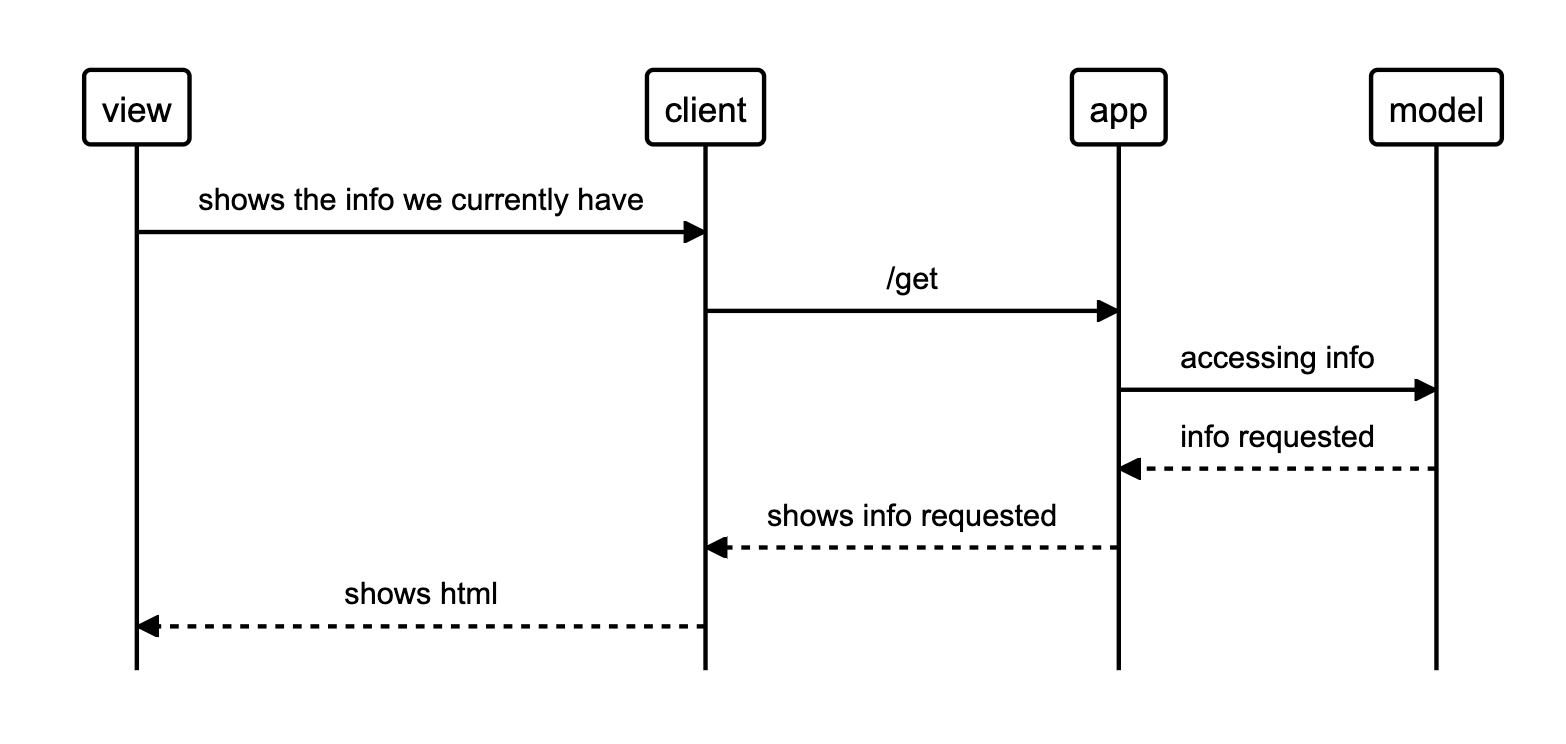 view
client
app
model
shows the info we currently have
/get
accessing info
info requested
shows info requested
shows html